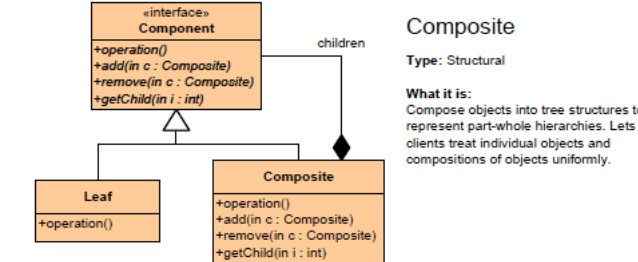 «interface»
Component
+operation()
+add(in c : Composite)
+remove(in c : Composite)
+getChild(in i : int)
children
Leaf
+operation()
Composite
+operation()
+add(in c : Composite)
+remove(in c : Composite)
+getChild(in i : int)
Composite
Type: Structural
What it is:
Compose objects into tree structures to
represent part-whole hierarchies. Lets
clients treat individual objects and
compositions of objects uniformly.